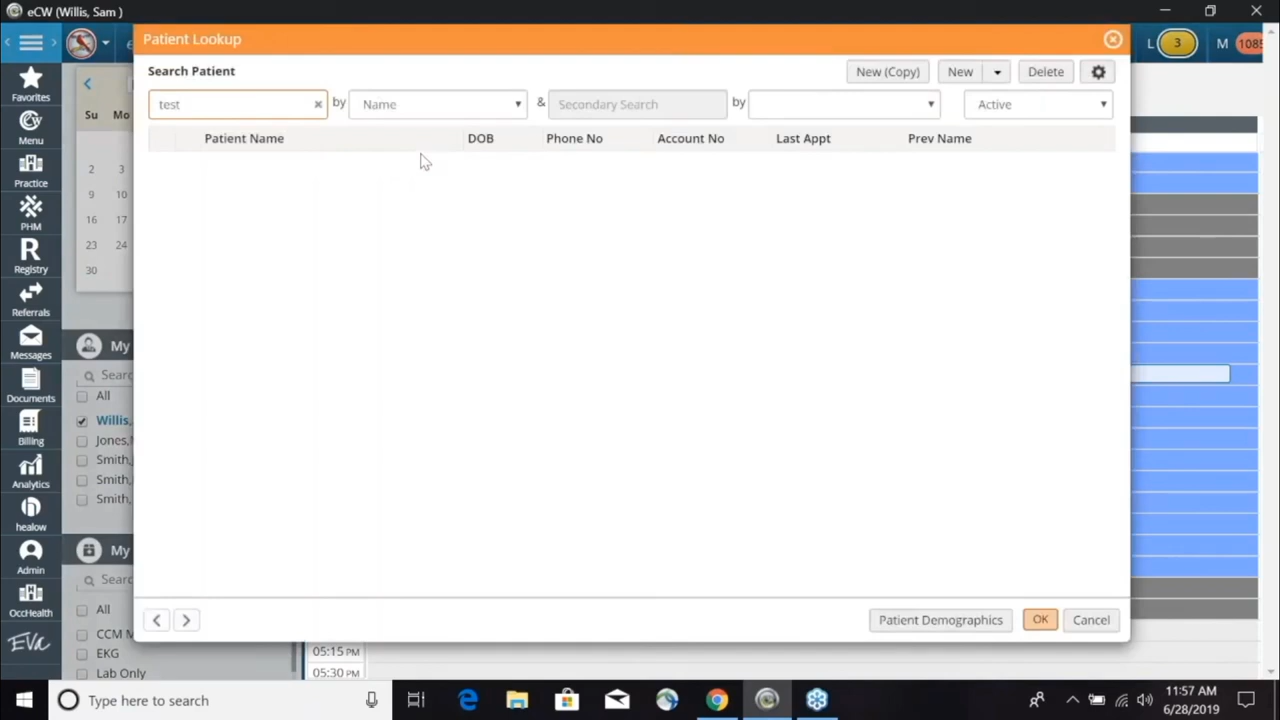 eCW (Willis, Sam )
Patient Lookup
L 3 M 1085
Search Patient
New (Copy) New Delete
test by Name & Secondary Search by Active
Patient Name DOB Phone No Account No Last Appt Prev Name
Favorites
Menu
Practice
PHM
Registry
Referrals
Messages
Documents
Billing
Analytics
healow
Admin
OccHealth
EVA
Su Mo
2 3
9 10
16 17
23 24
30
My
Searc
All
Willis,
Jones,
Smith,
Smith,
Smith,
My
Searc
All
CCM M
EKG
Lab Only
Patient Demographics OK Cancel
05:15 PM
05:30 PM
Type here to search
11:57 AM
6/28/2019